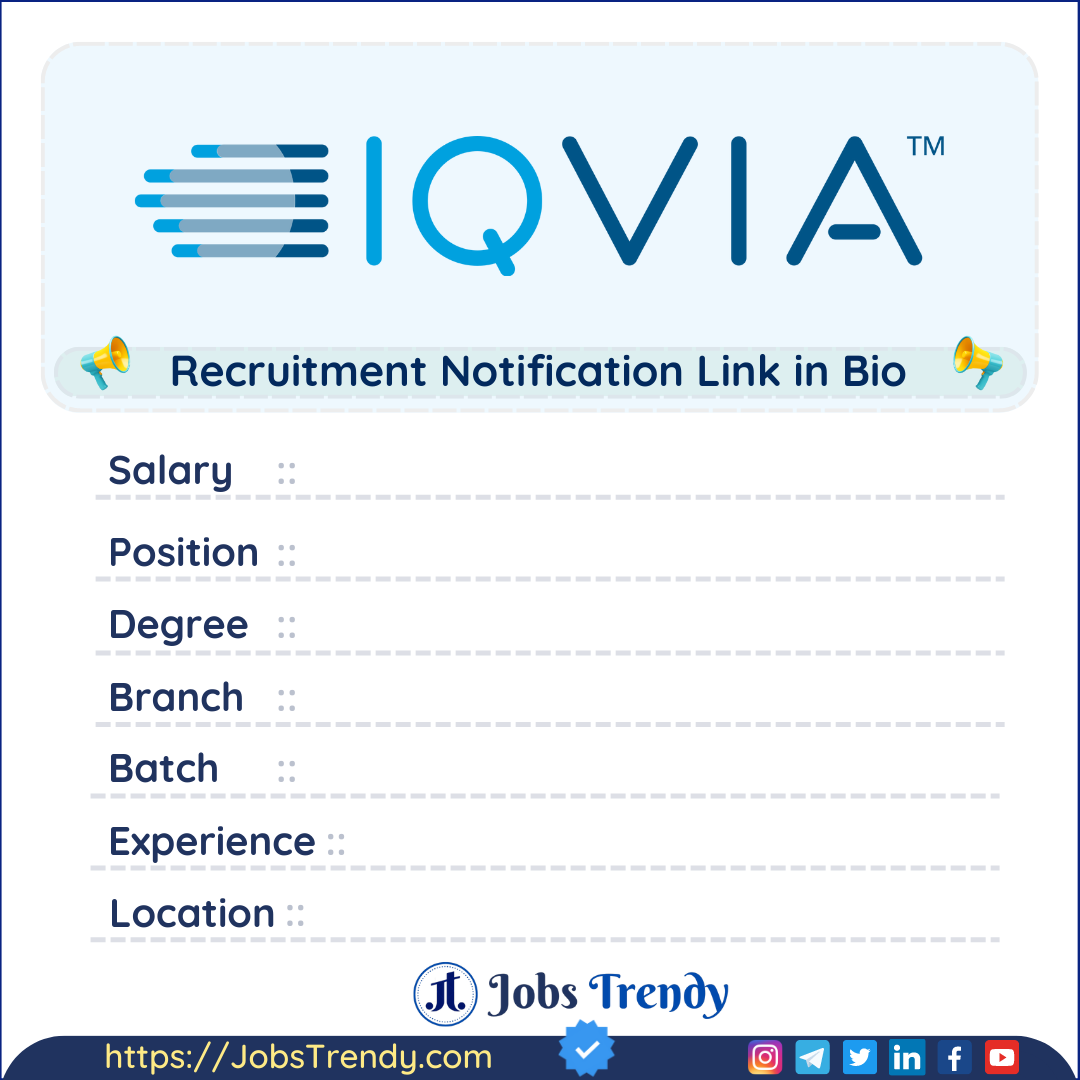 IQVIA™
Recruitment Notification Link in Bio
Salary ::
Position ::
Degree ::
Branch ::
Batch ::
Experience ::
Location ::
Jobs Trendy
https://JobsTrendy.com